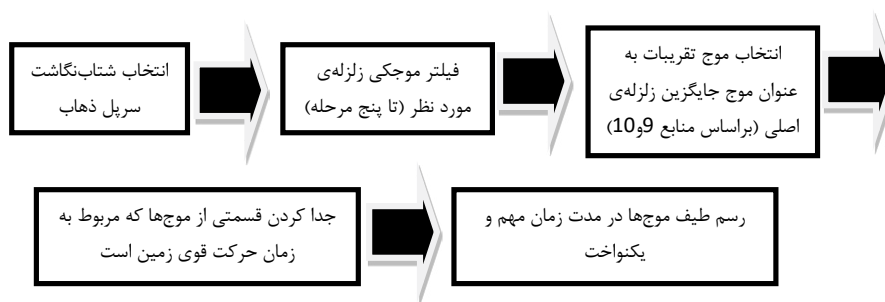 انتخاب شتاب‌نگاشت
سرپل ذهاب
فیلتر موجکی زلزله‌ی
مورد نظر (تا پنج مرحله)
انتخاب موج تقریبات به
عنوان موج جایگزین زلزله‌ی
اصلی (براساس منابع 9و10)
جدا کردن قسمتی از موج‌ها که مربوط به
زمان حرکت قوی زمین است
رسم طیف موج‌ها در مدت زمان مهم و
یکنواخت